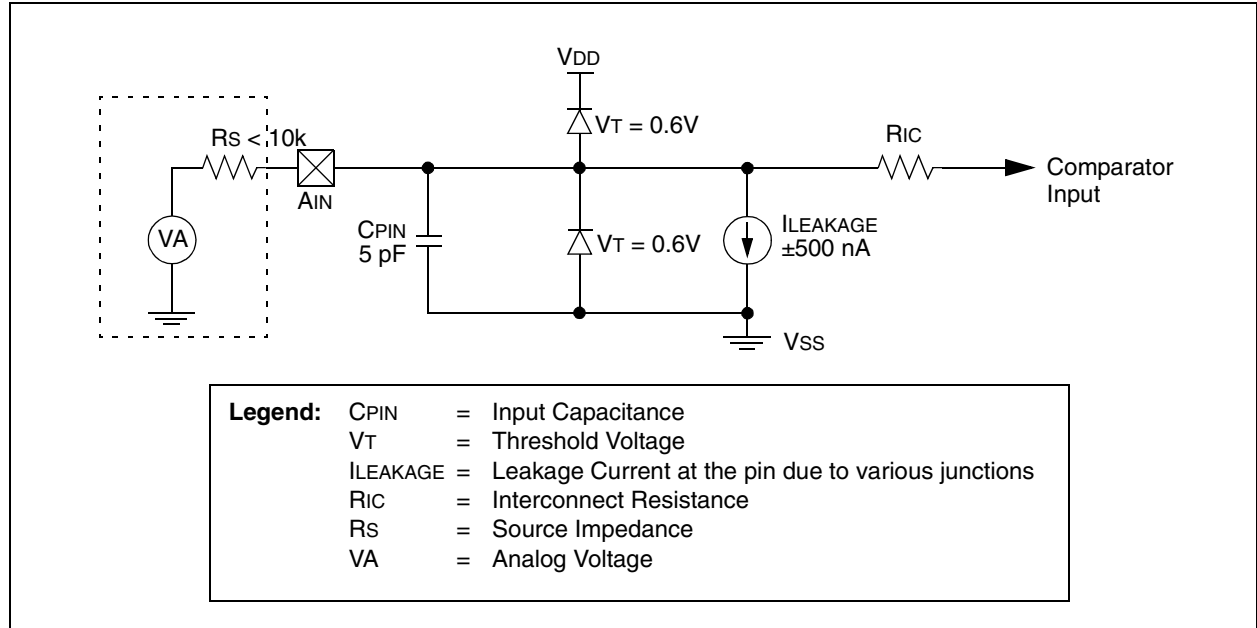 VDD
VT = 0.6V
RS < 10k
RIC
Comparator
Input
AIN
VA
CPIN
5 pF
VT = 0.6V
ILEAKAGE
±500 nA
VSS
Legend: CPIN = Input Capacitance
VT = Threshold Voltage
ILEAKAGE = Leakage Current at the pin due to various junctions
RIC = Interconnect Resistance
RS = Source Impedance
VA = Analog Voltage